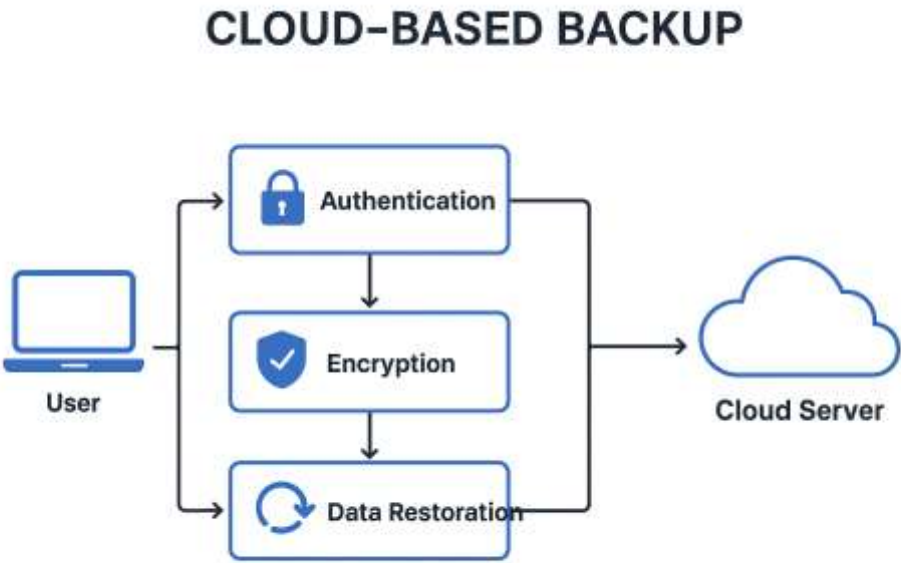 CLOUD-BASED BACKUP
Authentication
Encryption
Data Restoration
User
Cloud Server